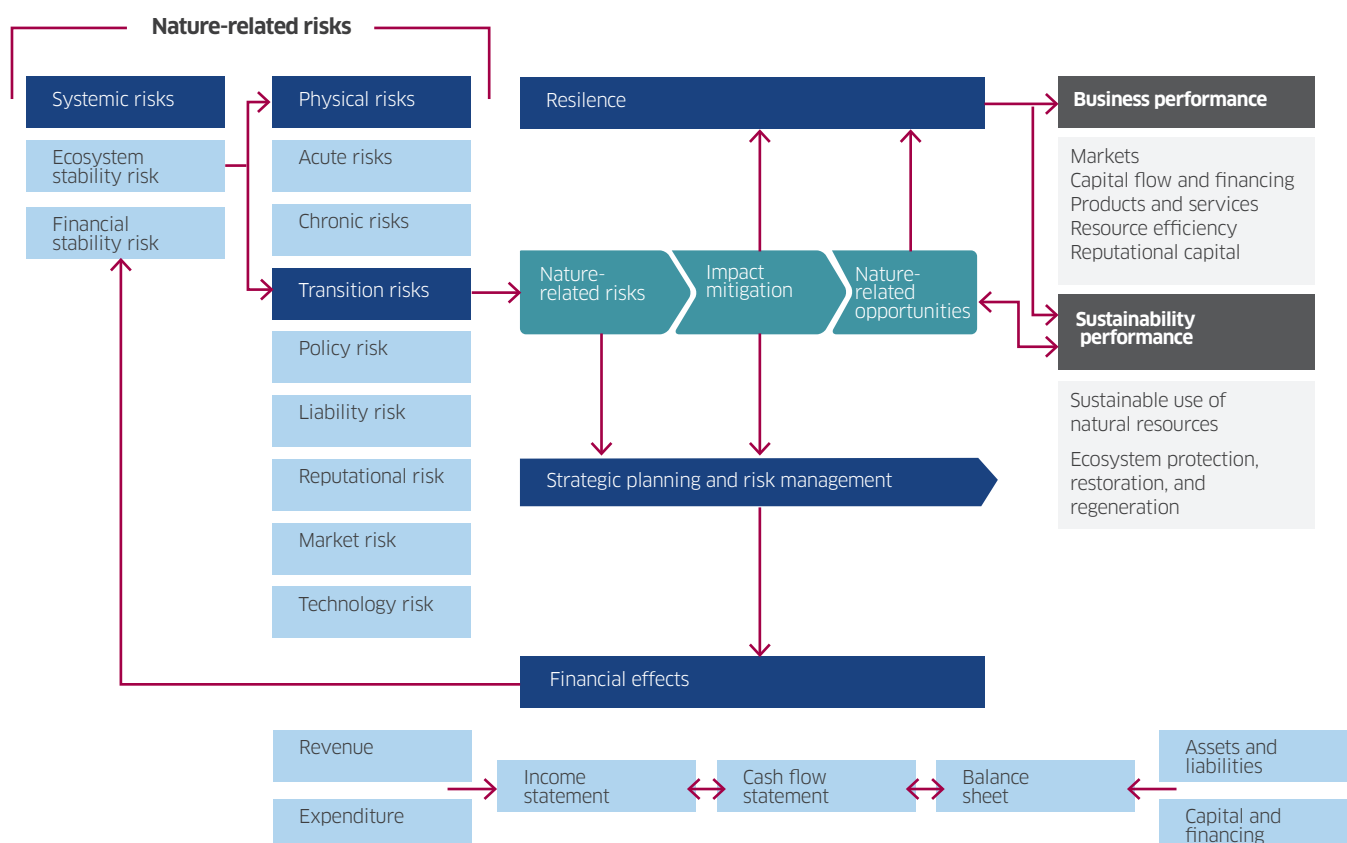 Nature-related risks
Systemic risks
Ecosystem
stability risk
Financial
stability risk
Physical risks
Acute risks
Chronic risks
Transition risks
Policy risk
Liability risk
Reputational risk
Market risk
Technology risk
Resilence
Nature-
related risks
Impact
mitigation
Nature-
related
opportunities
Strategic planning and risk management
Financial effects
Business performance
Markets
Capital flow and financing
Products and services
Resource efficiency
Reputational capital
Sustainability
performance
Sustainable use of
natural resources
Ecosystem protection,
restoration, and
regeneration
Revenue
Expenditure
Income
statement
Cash flow
statement
Balance
sheet
Assets and
liabilities
Capital and
financing